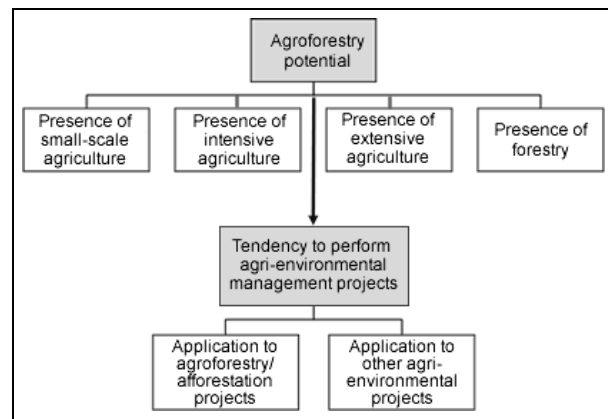 Agroforestry
potential
Presence of
small-scale
agriculture
Presence of
intensive
agriculture
Presence of
extensive
agriculture
Presence of
forestry
Tendency to perform
agri-environmental
management projects
Application to
agroforestry/
afforestation
projects
Application to
other agri-
environmental
projects